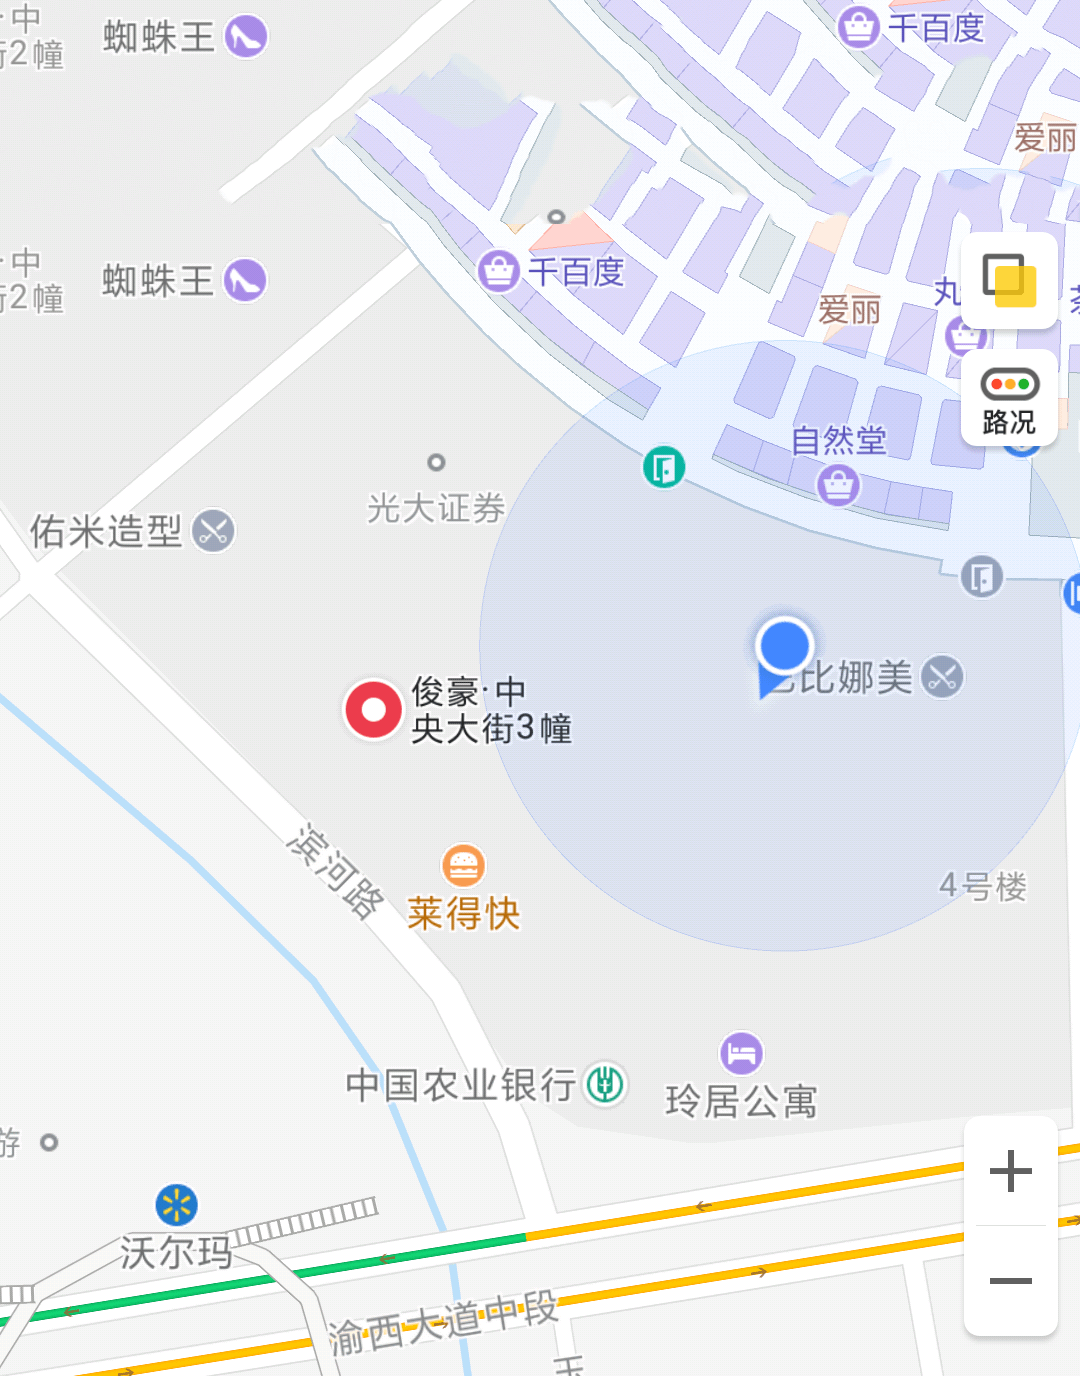 中
街2幢
蜘蛛王
千百度
爱丽
中
街2幢
蜘蛛王
千百度
爱丽
丸
路况
自然堂
光大证券
佑米造型
俊豪·中
央大街3幢
比娜美
滨河路
莱得快
4号楼
中国农业银行
玲居公寓
游
沃尔玛
渝西大道中段